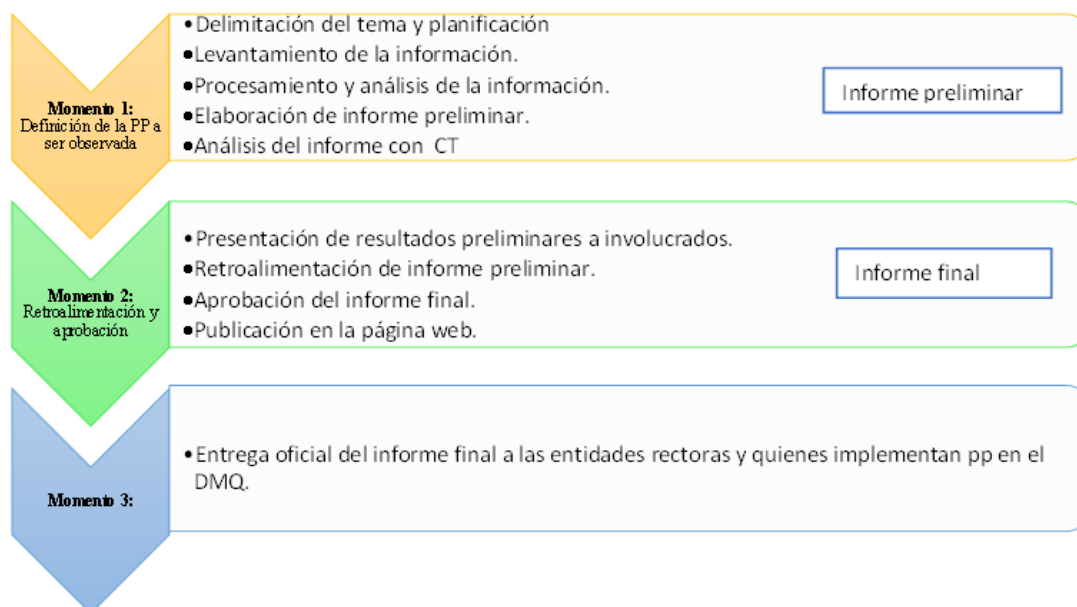 Momento 1:
Definición de la PP a
ser observada
•Delimitación del tema y planificación
•Levantamiento de la información.
•Procesamiento y análisis de la información.
•Elaboración de informe preliminar.
•Análisis del informe con CT
Informe preliminar
Momento 2:
Retroalimentación y
aprobación
•Presentación de resultados preliminares a involucrados.
•Retroalimentación de informe preliminar.
•Aprobación del informe final.
•Publicación en la página web.
Informe final
Momento 3:
•Entrega oficial del informe final a las entidades rectoras y quienes implementan pp en el
DMQ.